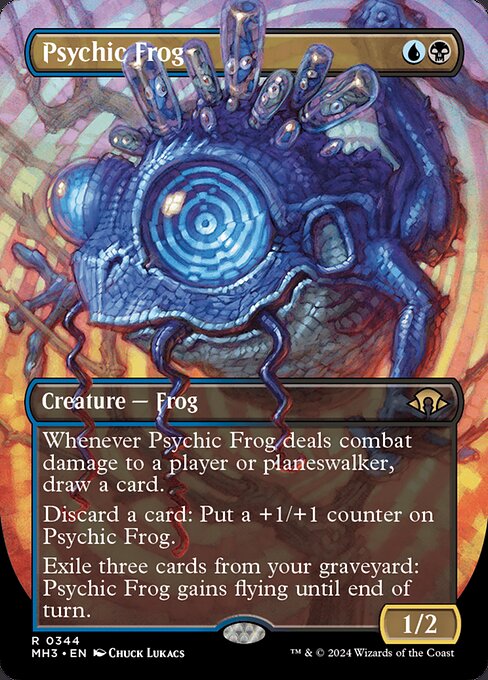 Psychic Frog
Creature — Frog
Whenever Psychic Frog deals combat
damage to a player or planeswalker,
draw a card.
Discard a card: Put a +1/+1 counter on
Psychic Frog.
Exile three cards from your graveyard:
Psychic Frog gains flying until end of
turn.
1/2
R 0344
MH3 • EN Chuck Lukacs
™ & © 2024 Wizards of the Coast